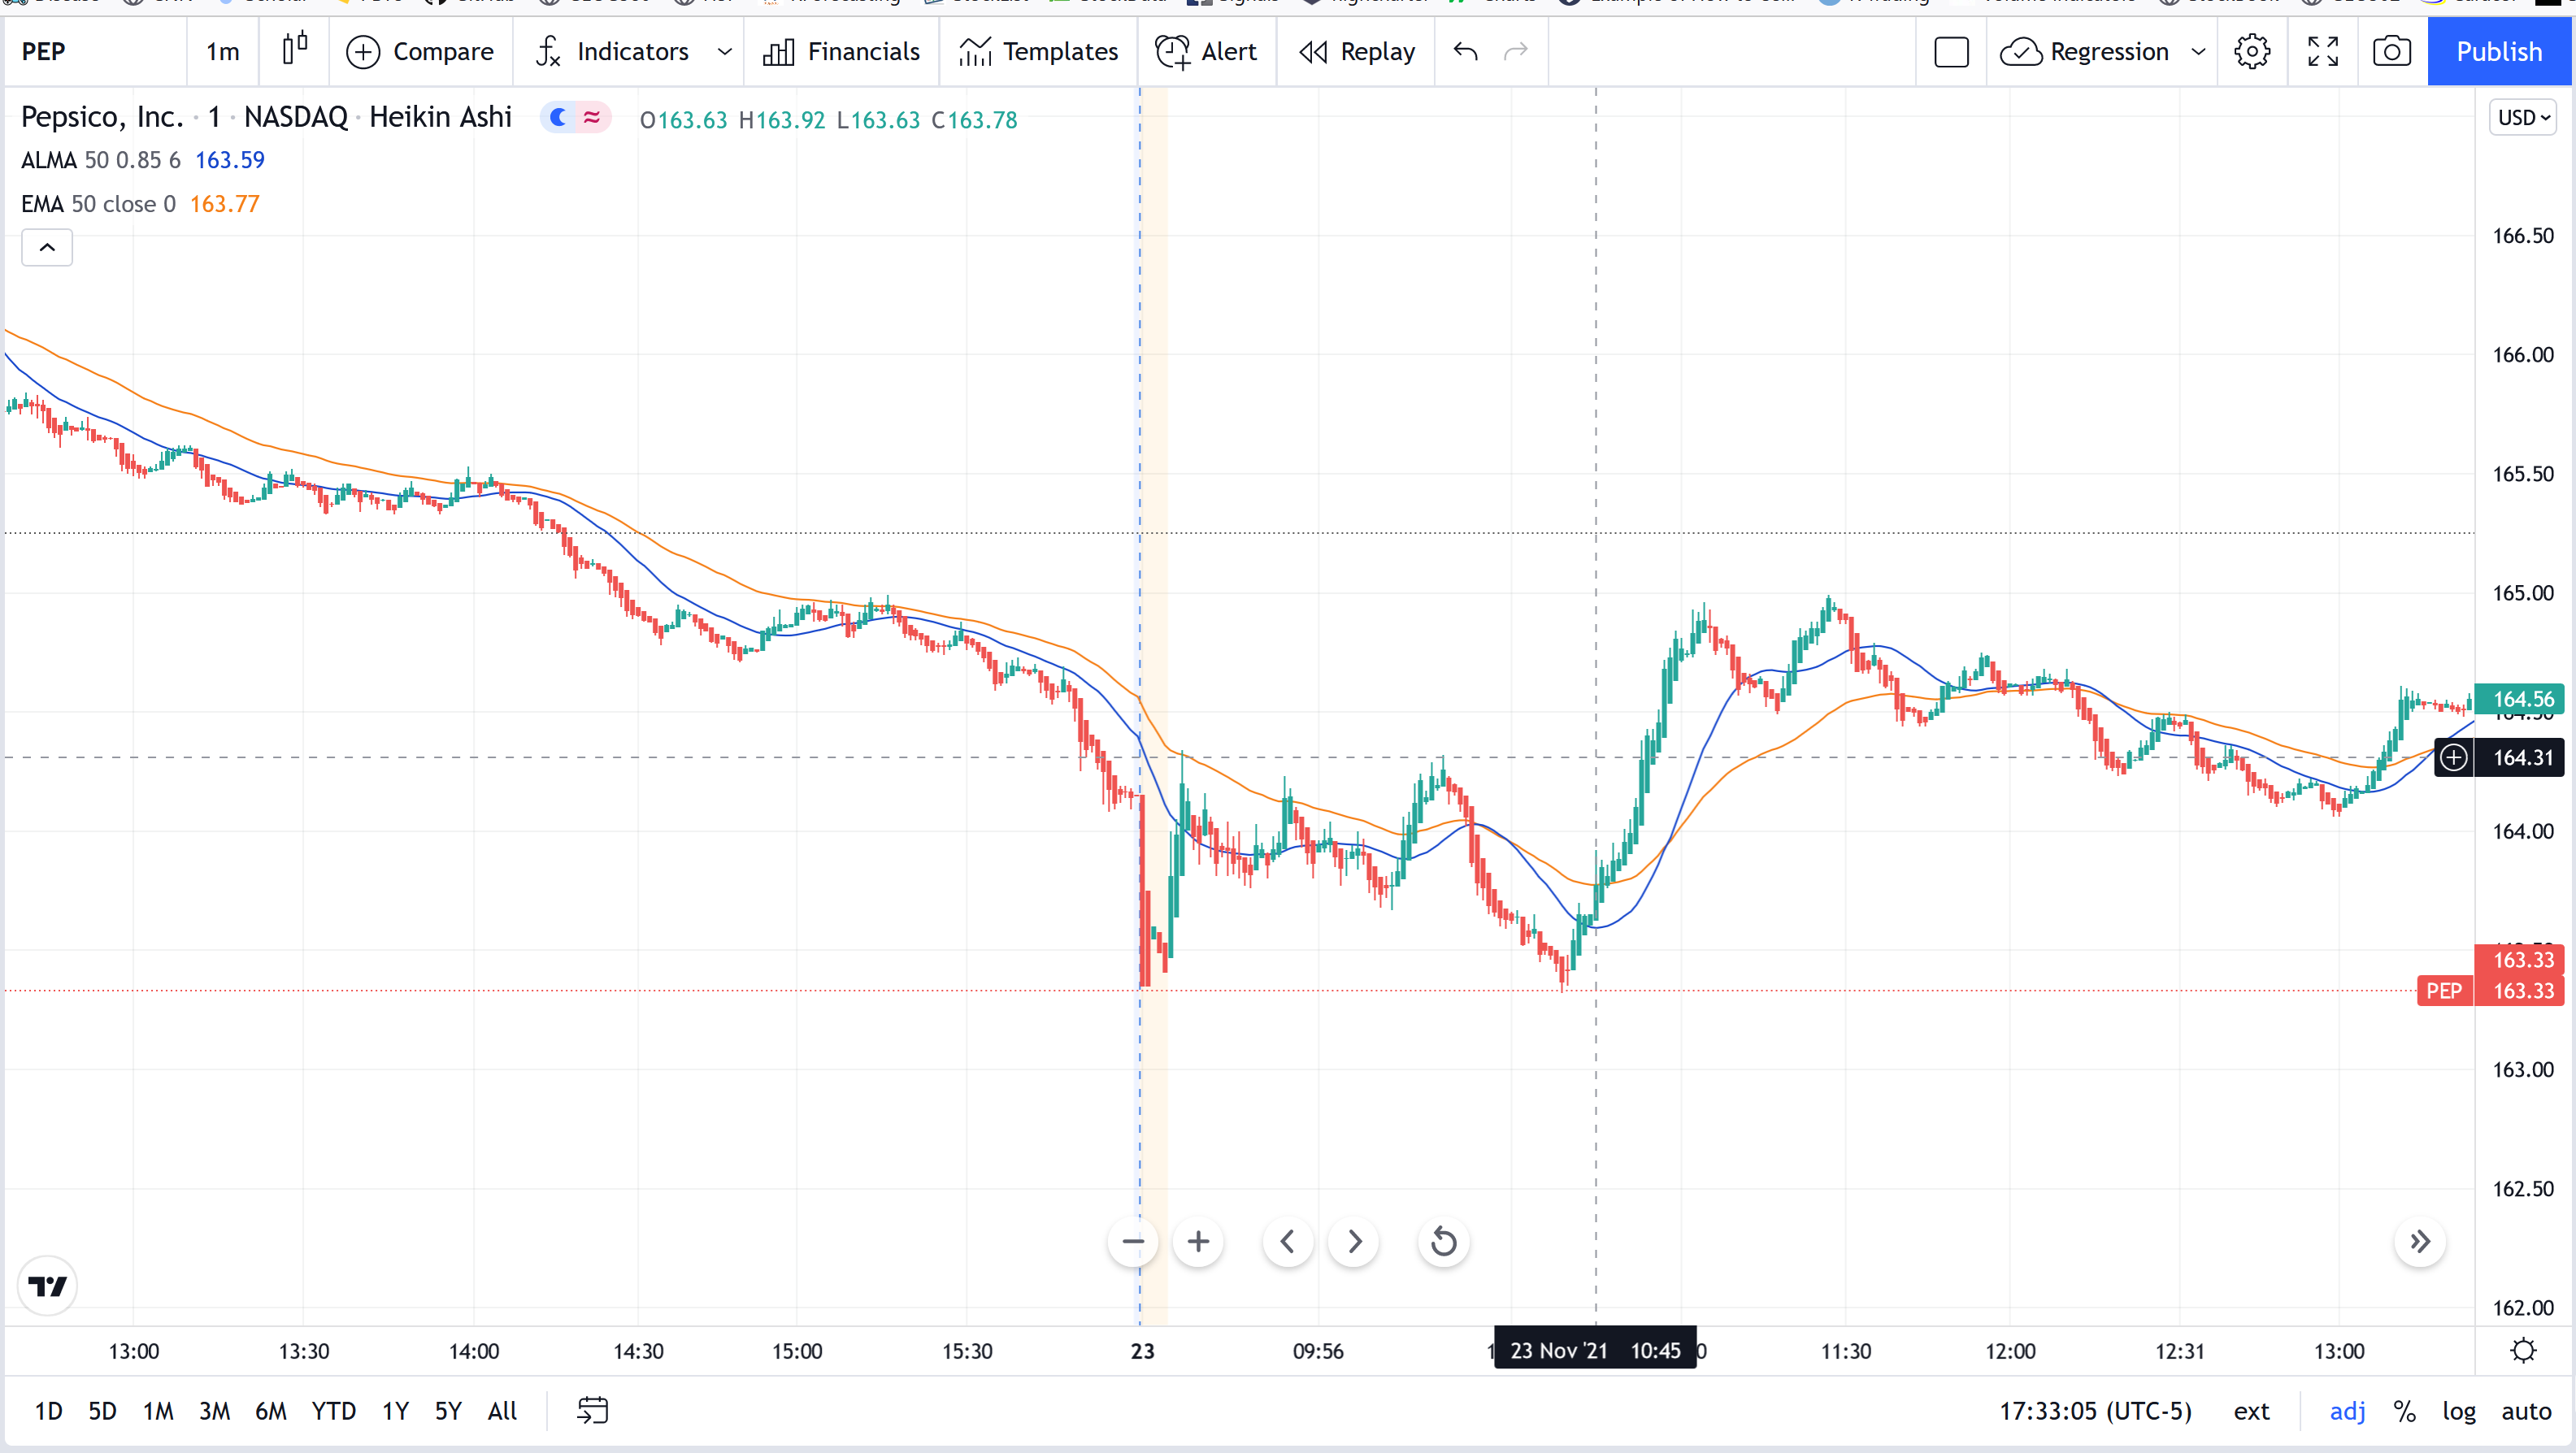 PEP 1m Compare Indicators Financials Templates Alert Replay Regression Publish
Pepsico, Inc. · 1 · NASDAQ · Heikin Ashi O163.63 H163.92 L163.63 C163.78 USD
ALMA 50 0.85 6 163.59
EMA 50 close 0 163.77
166.50
166.00
165.50
165.00
164.56
164.31
164.00
163.33
PEP 163.33
163.00
162.50
162.00
13:00 13:30 14:00 14:30 15:00 15:30 23 09:56 23 Nov '21 10:45 11:30 12:00 12:31 13:00
1D 5D 1M 3M 6M YTD 1Y 5Y All 17:33:05 (UTC-5) ext adj % log auto